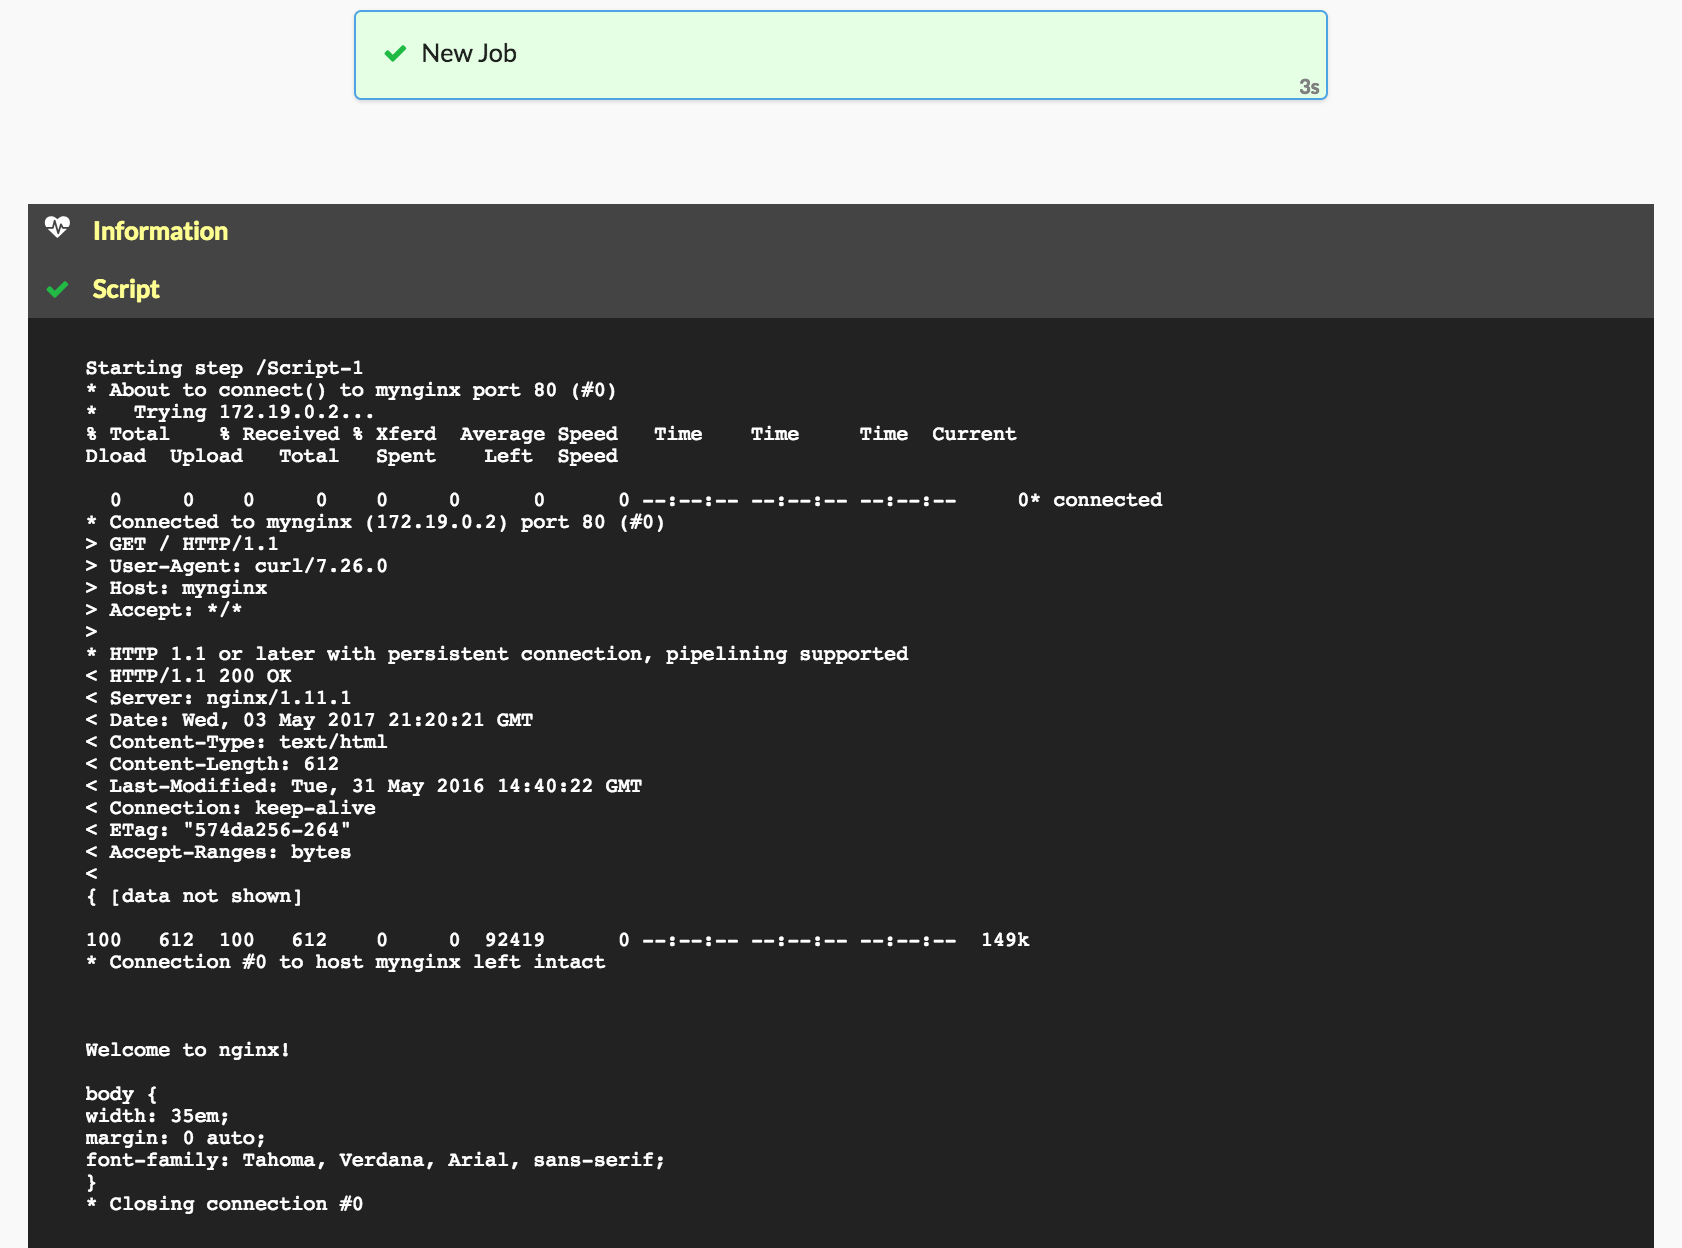 New Job
3s
Information
Script
Starting step /Script-1
* About to connect() to mynginx port 80 (#0)
*   Trying 172.19.0.2...
% Total    % Received % Xferd  Average Speed   Time    Time     Time  Current
Dload  Upload   Total   Spent    Left  Speed
  0     0    0     0    0     0      0      0 --:--:-- --:--:-- --:--:--     0* connected
* Connected to mynginx (172.19.0.2) port 80 (#0)
> GET / HTTP/1.1
> User-Agent: curl/7.26.0
> Host: mynginx
> Accept: */*
>
* HTTP 1.1 or later with persistent connection, pipelining supported
< HTTP/1.1 200 OK
< Server: nginx/1.11.1
< Date: Wed, 03 May 2017 21:20:21 GMT
< Content-Type: text/html
< Content-Length: 612
< Last-Modified: Tue, 31 May 2016 14:40:22 GMT
< Connection: keep-alive
< ETag: "574da256-264"
< Accept-Ranges: bytes
<
{ [data not shown]
100   612  100   612    0     0  92419      0 --:--:-- --:--:-- --:--:--  149k
* Connection #0 to host mynginx left intact
Welcome to nginx!
body {
width: 35em;
margin: 0 auto;
font-family: Tahoma, Verdana, Arial, sans-serif;
}
* Closing connection #0